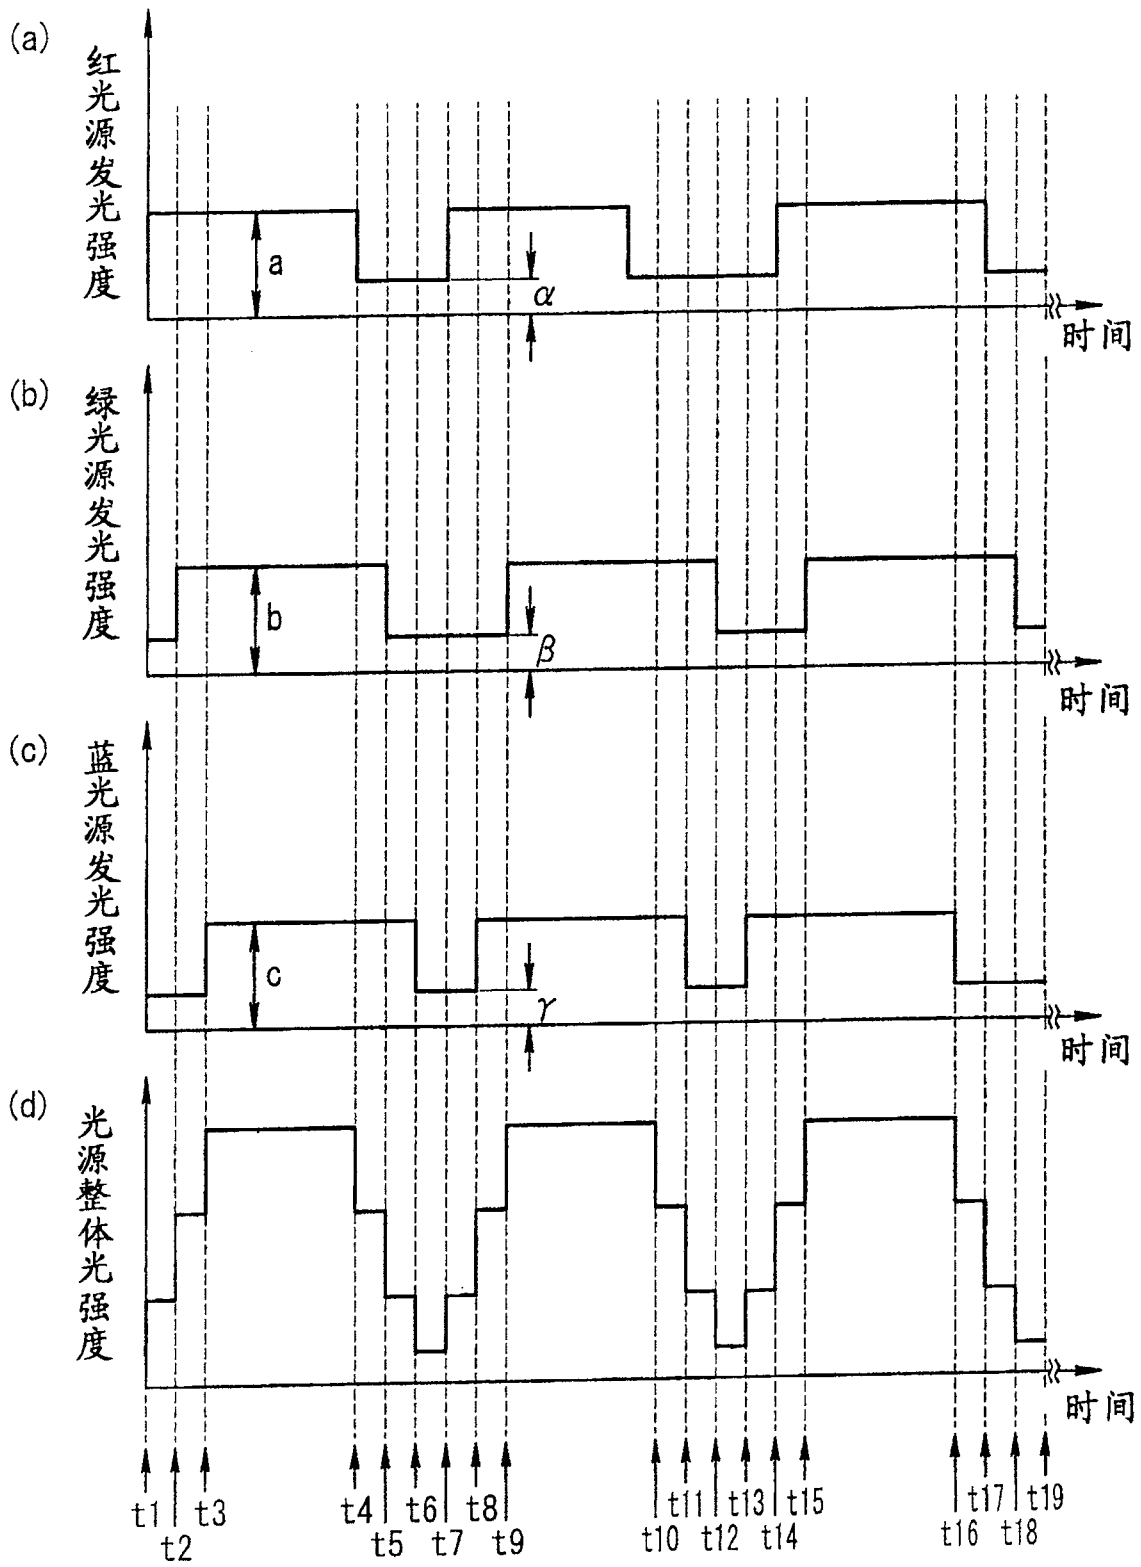 (a)
红光源发光强度
a
α
时间
(b)
绿光源发光强度
b
β
时间
(c)
蓝光源发光强度
c
γ
时间
(d)
光源整体光强度
时间
t1 t2 t3 t4 t5 t6 t7 t8 t9 t10 t11 t12 t13 t14 t15 t16 t17 t18 t19